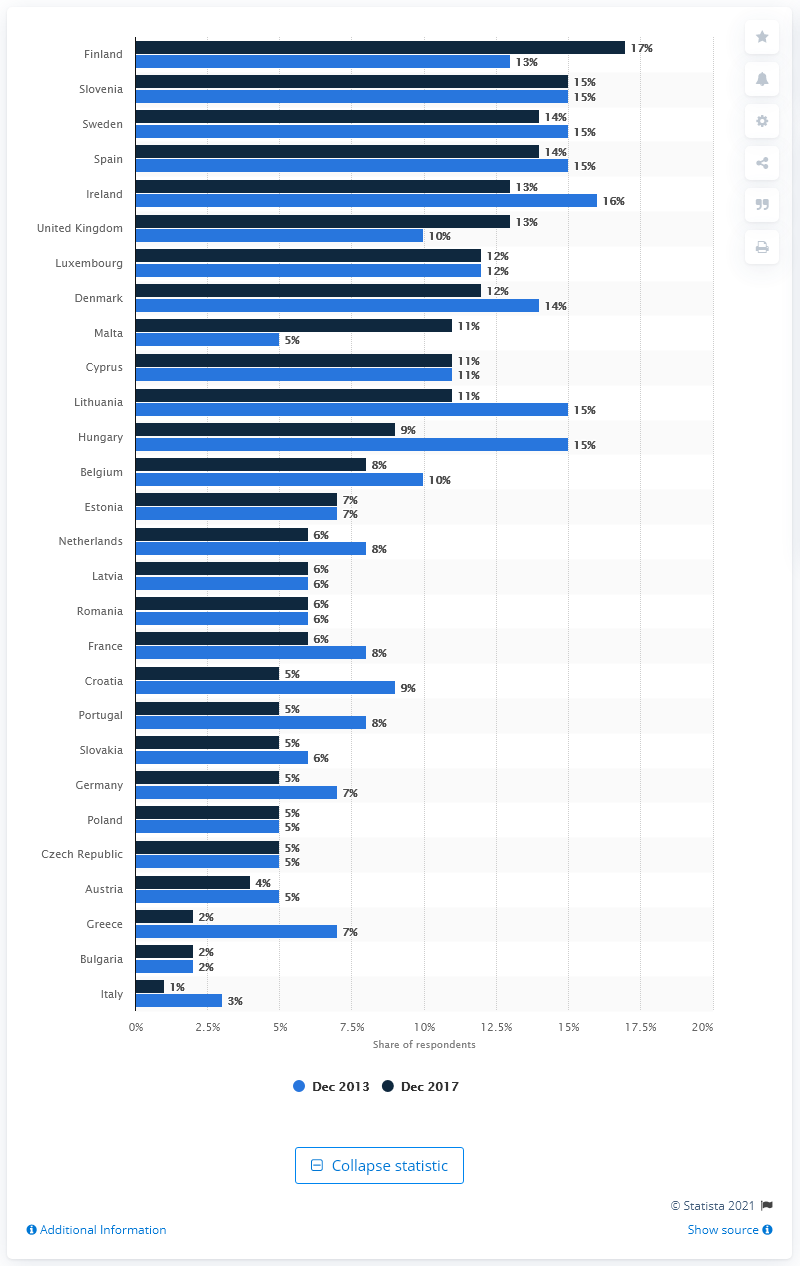 Finland 17%
13%
Slovenia 15%
15%
Sweden 14%
15%
Spain 14%
15%
Ireland 13%
16%
United Kingdom 13%
10%
Luxembourg 12%
12%
Denmark 12%
14%
Malta 11%
5%
Cyprus 11%
11%
Lithuania 11%
15%
Hungary 9%
15%
Belgium 8%
10%
Estonia 7%
7%
Netherlands 6%
8%
Latvia 6%
6%
Romania 6%
6%
France 6%
8%
Croatia 5%
9%
Portugal 5%
8%
Slovakia 5%
6%
Germany 5%
7%
Poland 5%
5%
Czech Republic 5%
5%
Austria 4%
5%
Greece 2%
7%
Bulgaria 2%
2%
Italy 1%
3%
0% 2.5% 5% 7.5% 10% 12.5% 15% 17.5% 20%
Share of respondents
Dec 2013 Dec 2017
Collapse statistic
© Statista 2021
Additional Information Show source